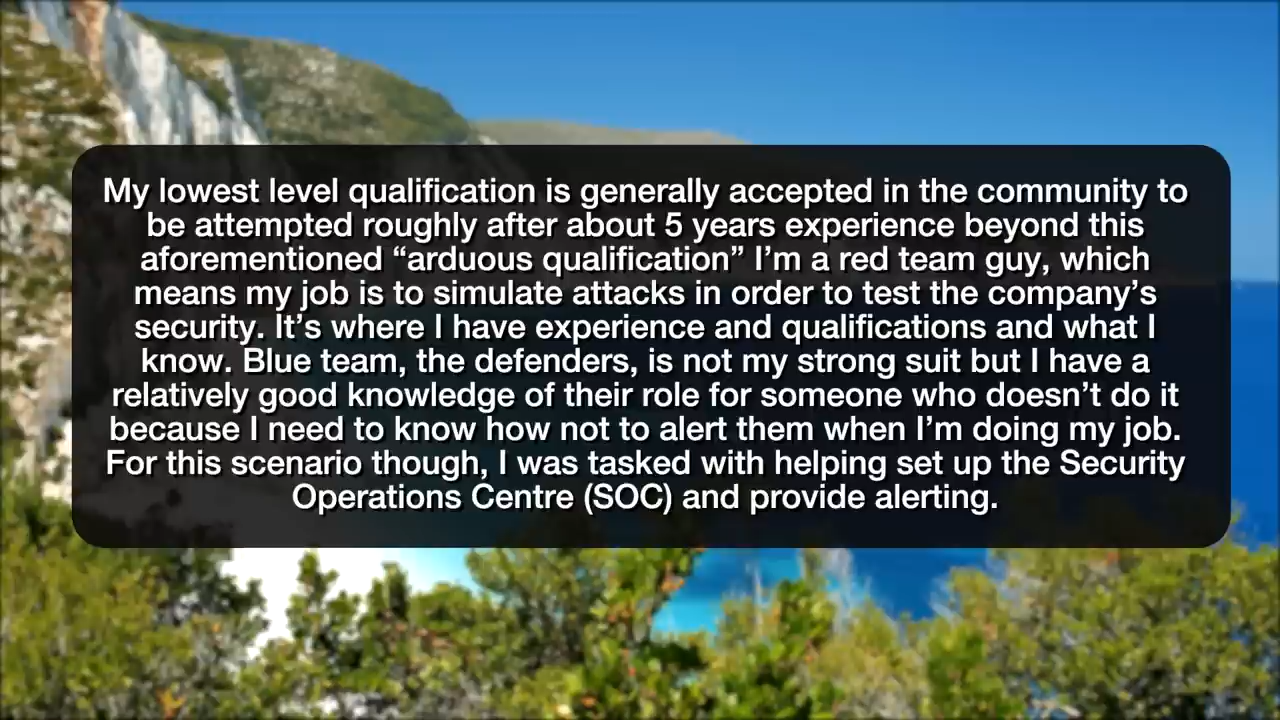 My lowest level qualification is generally accepted in the community to
be attempted roughly after about 5 years experience beyond this
aforementioned “arduous qualification” I’m a red team guy, which
means my job is to simulate attacks in order to test the company’s
security. It’s where I have experience and qualifications and what I
know. Blue team, the defenders, is not my strong suit but I have a
relatively good knowledge of their role for someone who doesn’t do it
because I need to know how not to alert them when I’m doing my job.
For this scenario though, I was tasked with helping set up the Security
Operations Centre (SOC) and provide alerting.